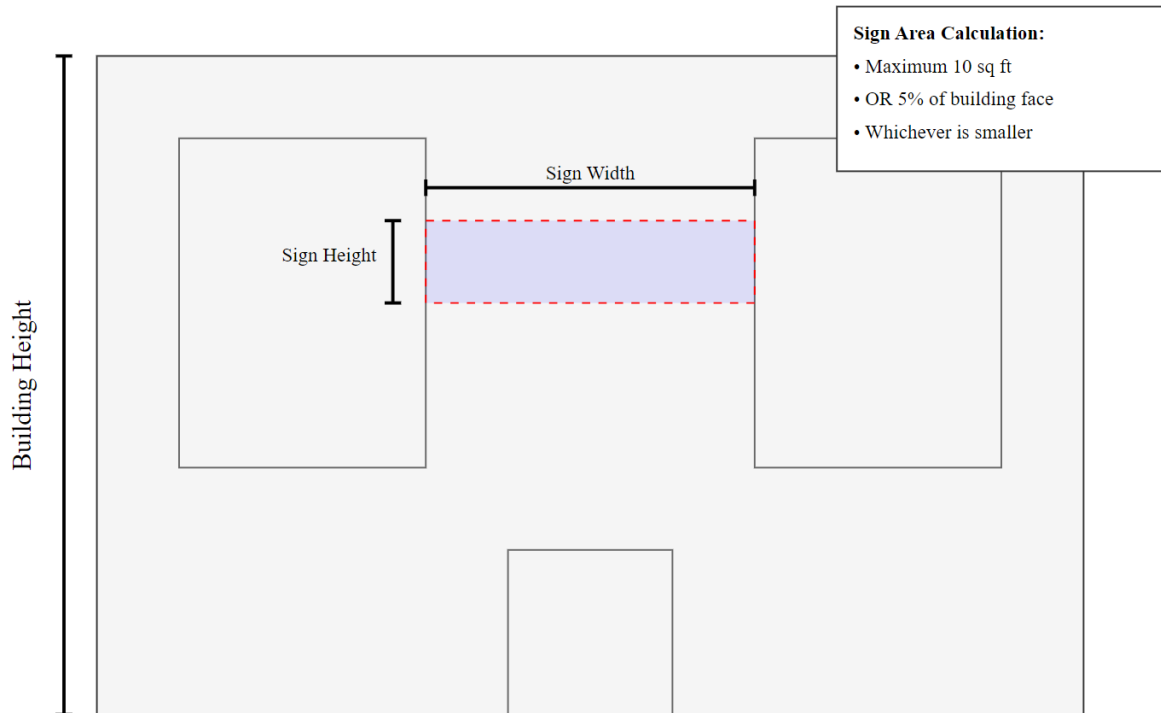 Sign Area Calculation:
• Maximum 10 sq ft
• OR 5% of building face
• Whichever is smaller
Sign Width
Sign Height
Building Height